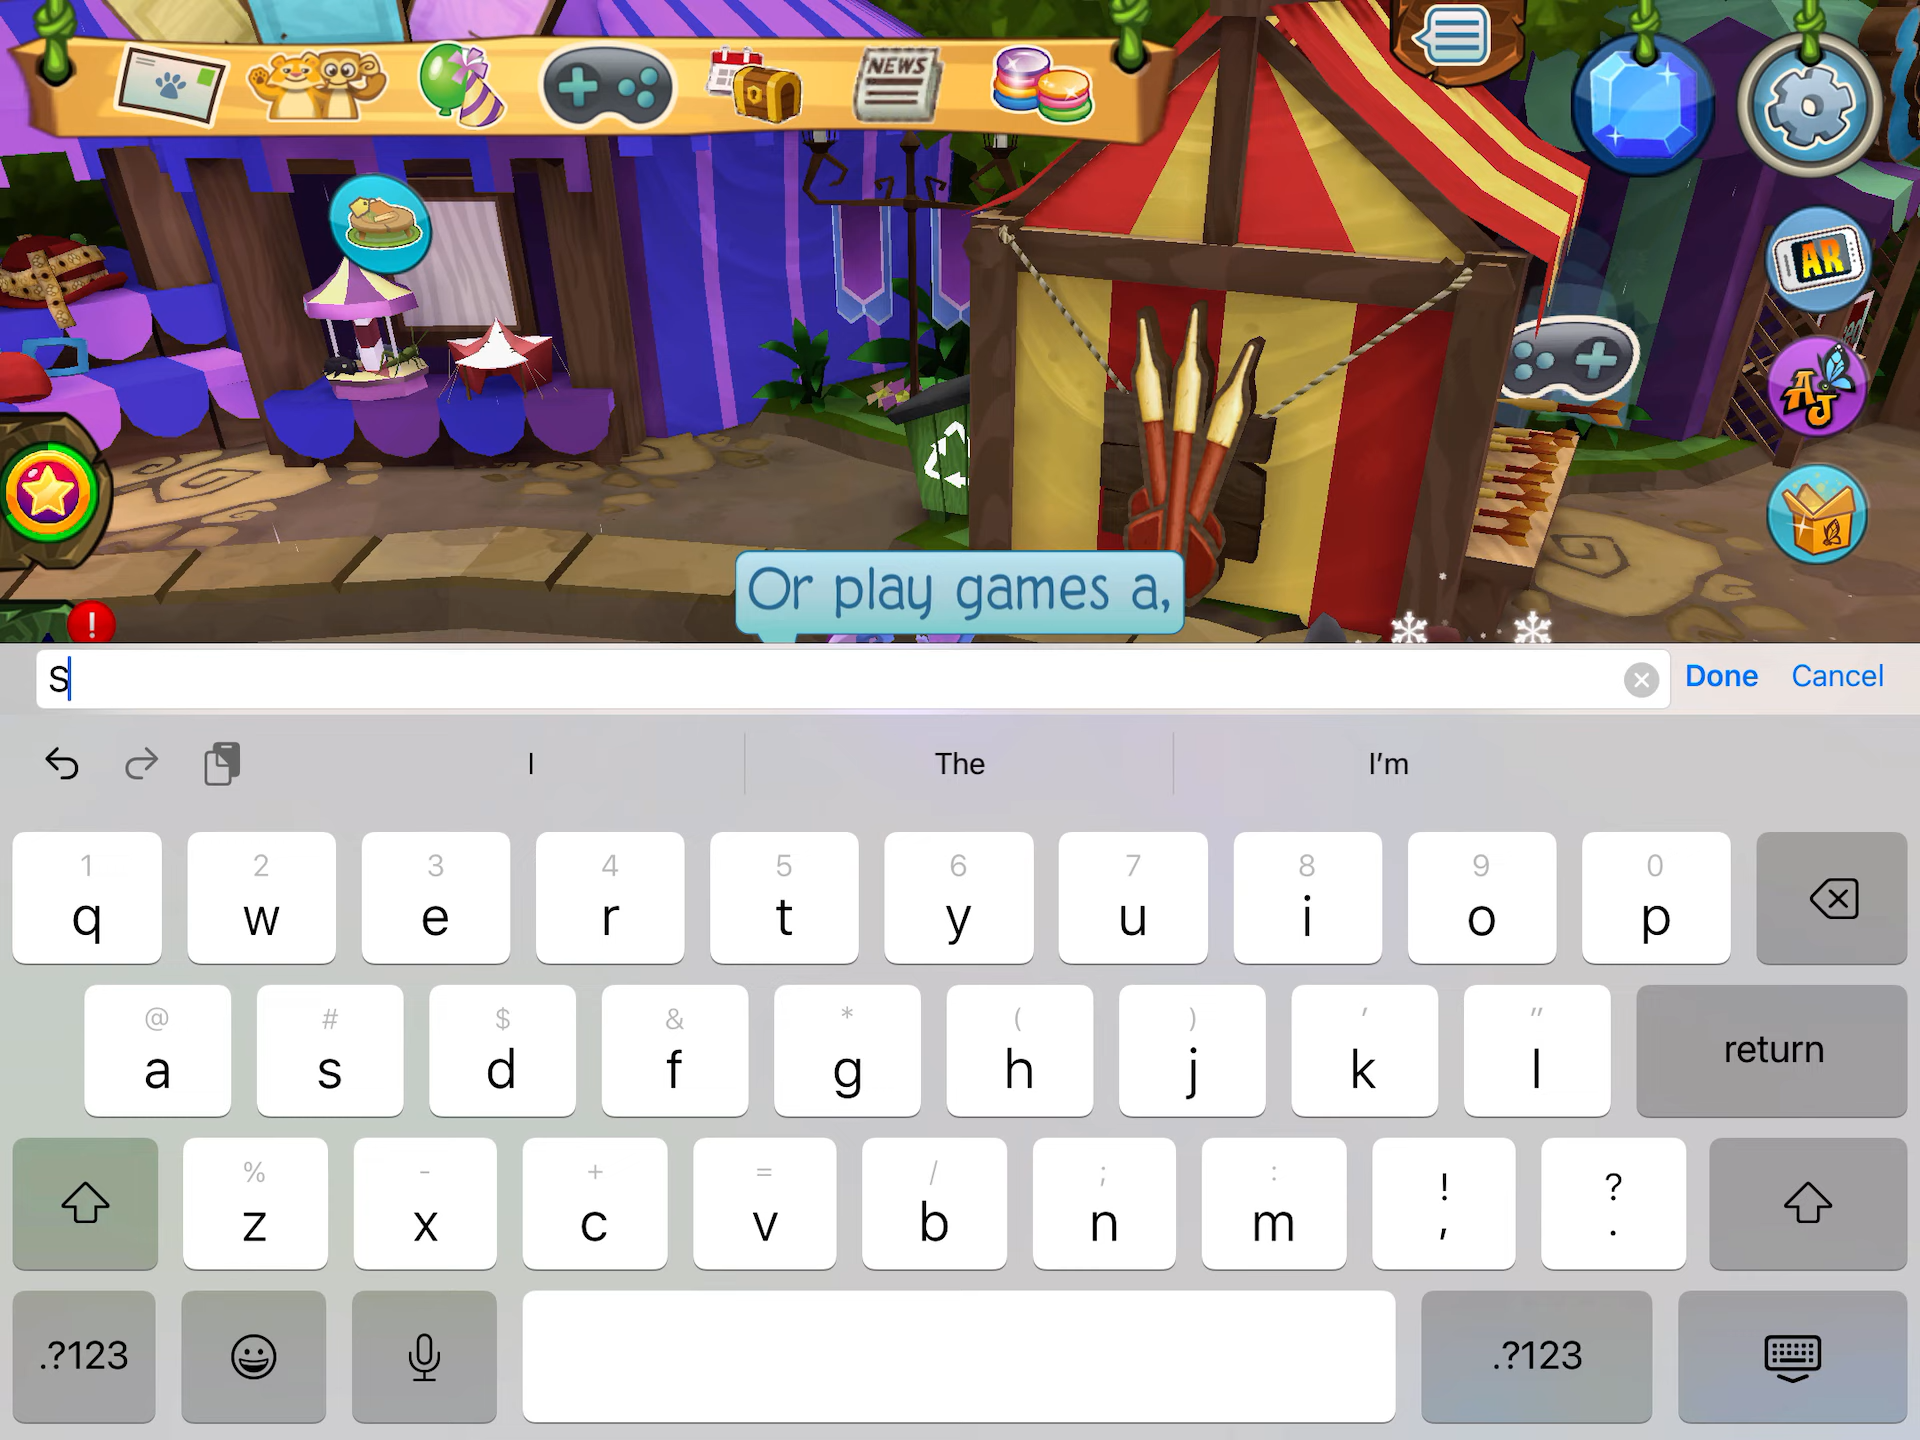 NEWS
AR
AJ
!
Or play games a,
S
Done
Cancel
I
The
I'm
1 2 3 4 5 6 7 8 9 0
q w e r t y u i o p
@ # $ & * ( ) ' "
a s d f g h j k l
return
% - + = / ; : ! ?
z x c v b n m , .
.?123
.?123